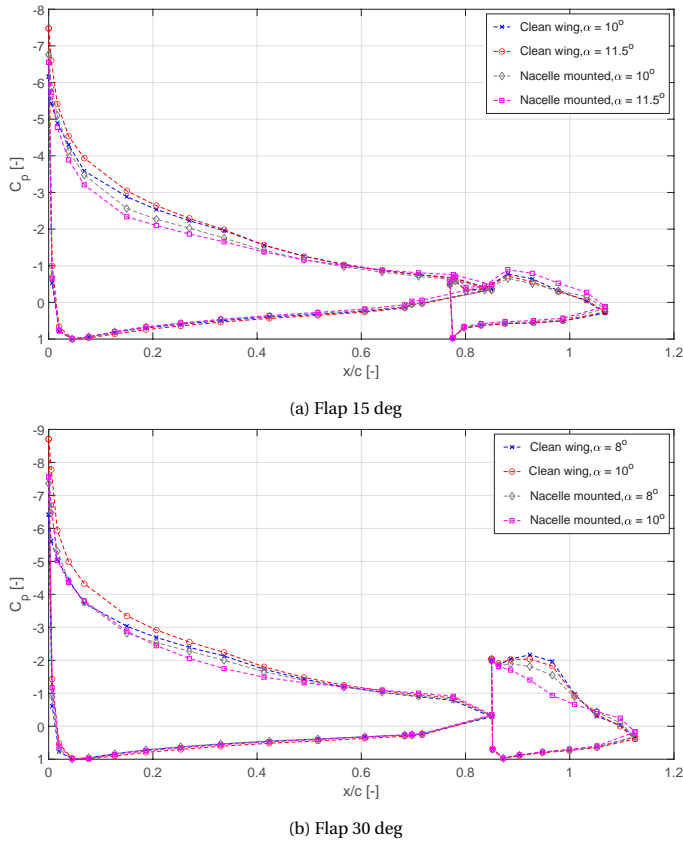 -8
-7
-6
-5
-4
-3
-2
-1
0
1
C_p [-]
0
0.2
0.4
0.6
0.8
1
1.2
x/c [-]
Clean wing,α = 10°
Clean wing,α = 11.5°
Nacelle mounted,α = 10°
Nacelle mounted,α = 11.5°
(a) Flap 15 deg
-9
-8
-7
-6
-5
-4
-3
-2
-1
0
1
C_p [-]
0
0.2
0.4
0.6
0.8
1
1.2
x/c [-]
Clean wing,α = 8°
Clean wing,α = 10°
Nacelle mounted,α = 8°
Nacelle mounted,α = 10°
(b) Flap 30 deg